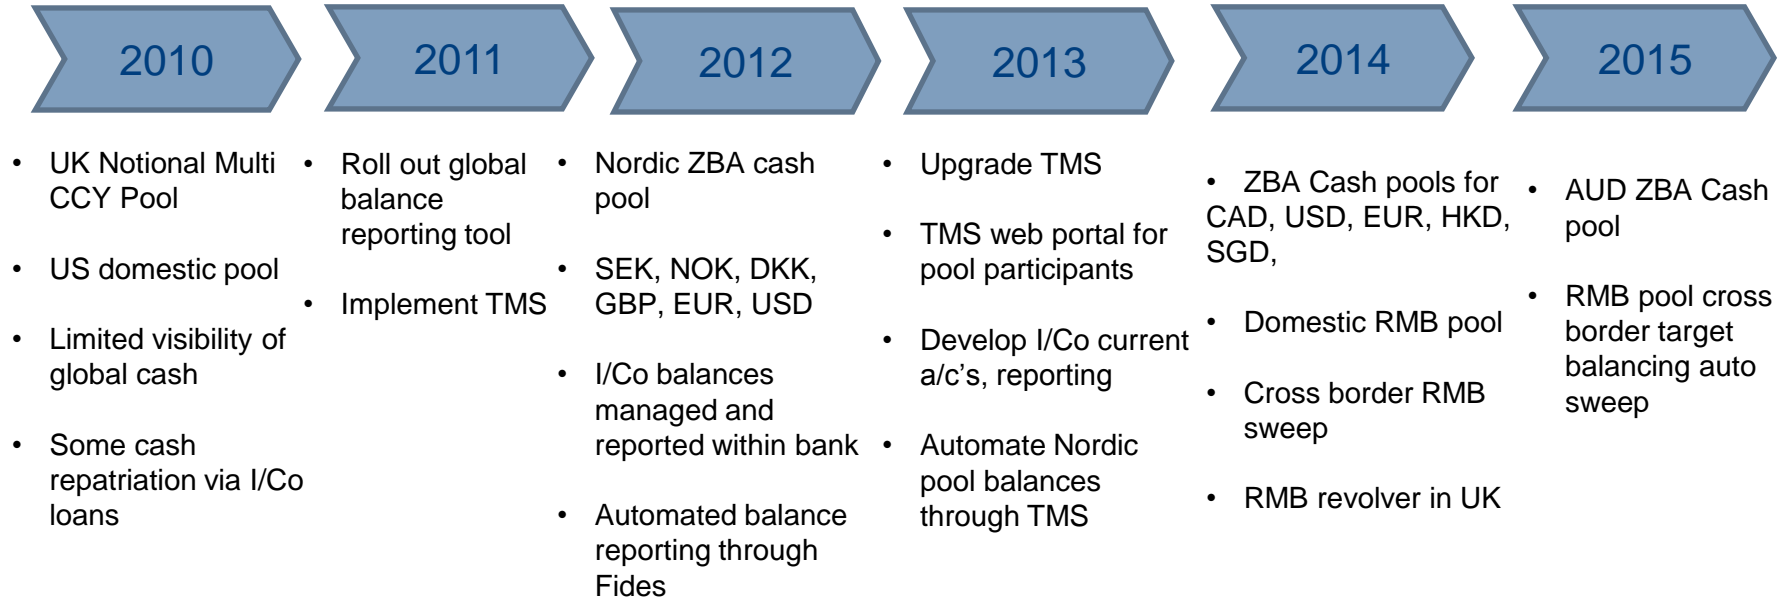 2010
• UK Notional Multi
CCY Pool
• US domestic pool
• Limited visibility of
global cash
• Some cash
repatriation via I/Co
loans
2011
• Roll out global
balance
reporting tool
• Implement TMS
2012
• Nordic ZBA cash
pool
• SEK, NOK, DKK,
GBP, EUR, USD
• I/Co balances
managed and
reported within bank
• Automated balance
reporting through
Fides
2013
• Upgrade TMS
• TMS web portal for
pool participants
• Develop I/Co current
a/c's, reporting
• Automate Nordic
pool balances
through TMS
2014
• ZBA Cash pools for
CAD, USD, EUR, HKD,
SGD,
• Domestic RMB pool
• Cross border RMB
sweep
• RMB revolver in UK
2015
• AUD ZBA Cash
pool
• RMB pool cross
border target
balancing auto
sweep